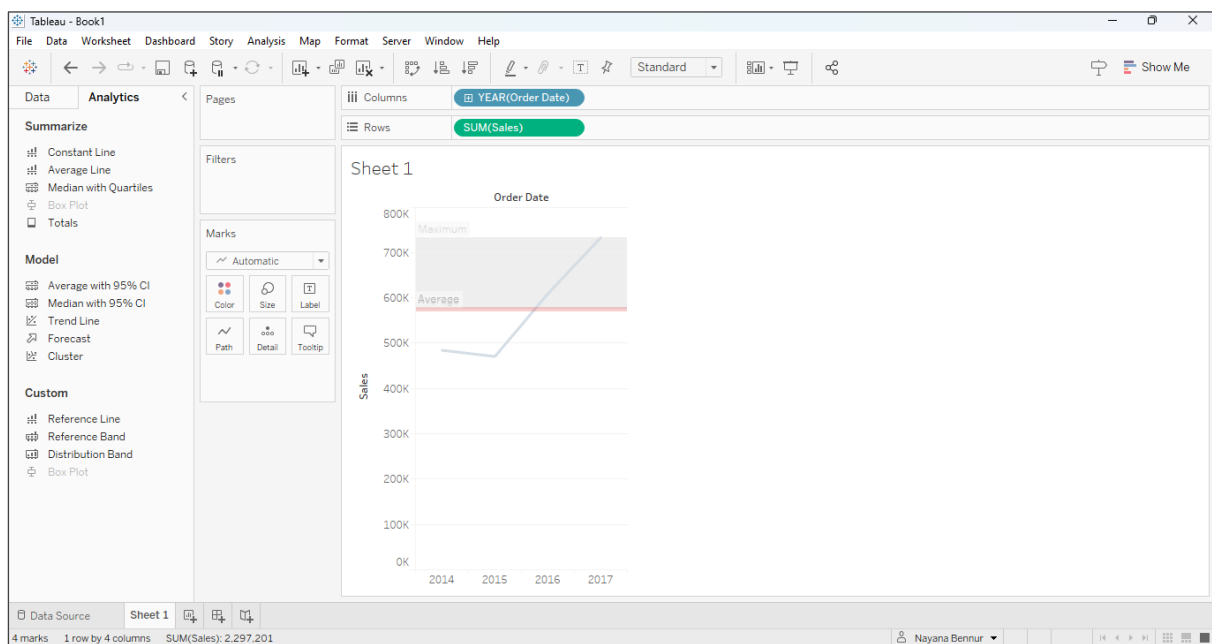 Tableau - Book1
File Data Worksheet Dashboard Story Analysis Map Format Server Window Help
Standard
Show Me
Data Analytics
Summarize
Constant Line
Average Line
Median with Quartiles
Box Plot
Totals
Model
Average with 95% CI
Median with 95% CI
Trend Line
Forecast
Cluster
Custom
Reference Line
Reference Band
Distribution Band
Box Plot
Pages
Filters
Marks
Automatic
Color Size Label
Path Detail Tooltip
Columns YEAR(Order Date)
Rows SUM(Sales)
Sheet 1
Order Date
800K
Maximum
700K
600K
Average
500K
400K
Sales
300K
200K
100K
0K
2014 2015 2016 2017
Data Source Sheet 1
4 marks 1 row by 4 columns SUM(Sales): 2,297,201
Nayana Bennur